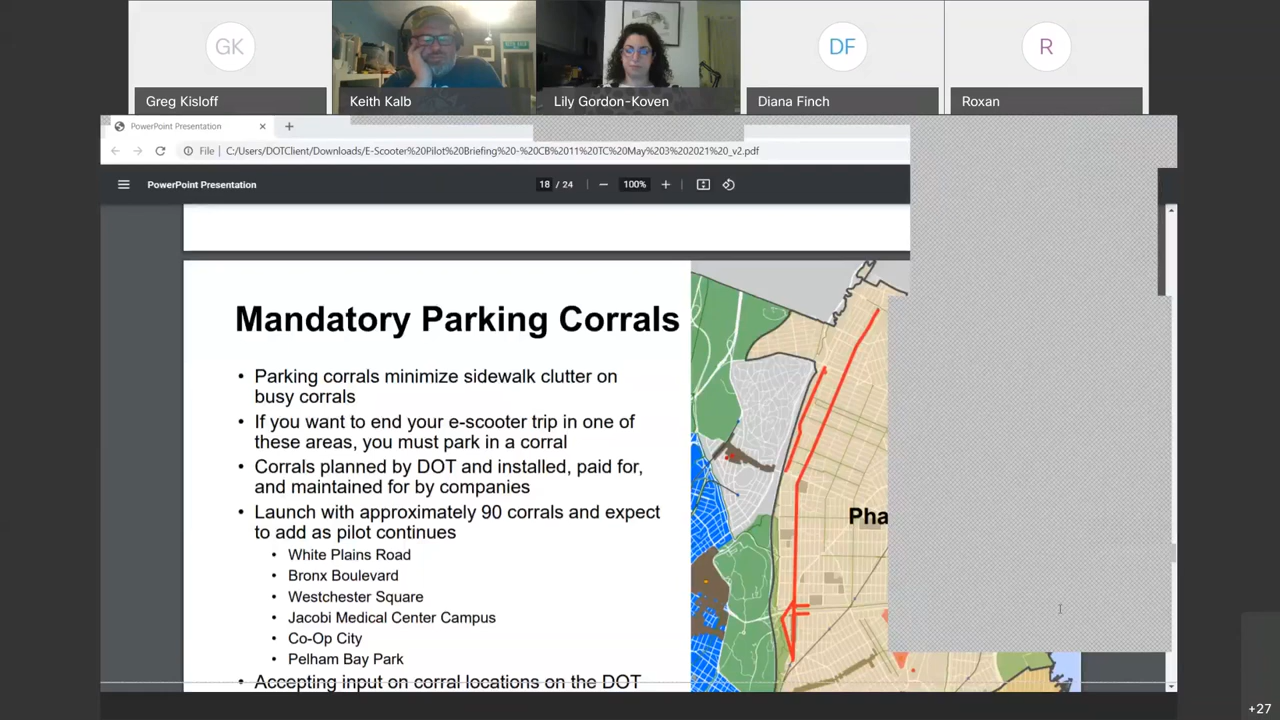 GK
DF
R
Greg Kisloff
Keith Kalb
Lily Gordon-Koven
Diana Finch
Roxan
PowerPoint Presentation
File
C:/Users/DOTClient/Downloads/E-Scooter%20Pilot%20Briefing%20-%20CB%2011%20TC%20May%203%202021%20_v2.pdf
PowerPoint Presentation
18 / 24
100%
Mandatory Parking Corrals
• Parking corrals minimize sidewalk clutter on
busy corrals
• If you want to end your e-scooter trip in one of
these areas, you must park in a corral
• Corrals planned by DOT and installed, paid for,
and maintained for by companies
• Launch with approximately 90 corrals and expect
to add as pilot continues
• White Plains Road
• Bronx Boulevard
• Westchester Square
• Jacobi Medical Center Campus
• Co-Op City
• Pelham Bay Park
• Accepting input on corral locations on the DOT
Pha
+27